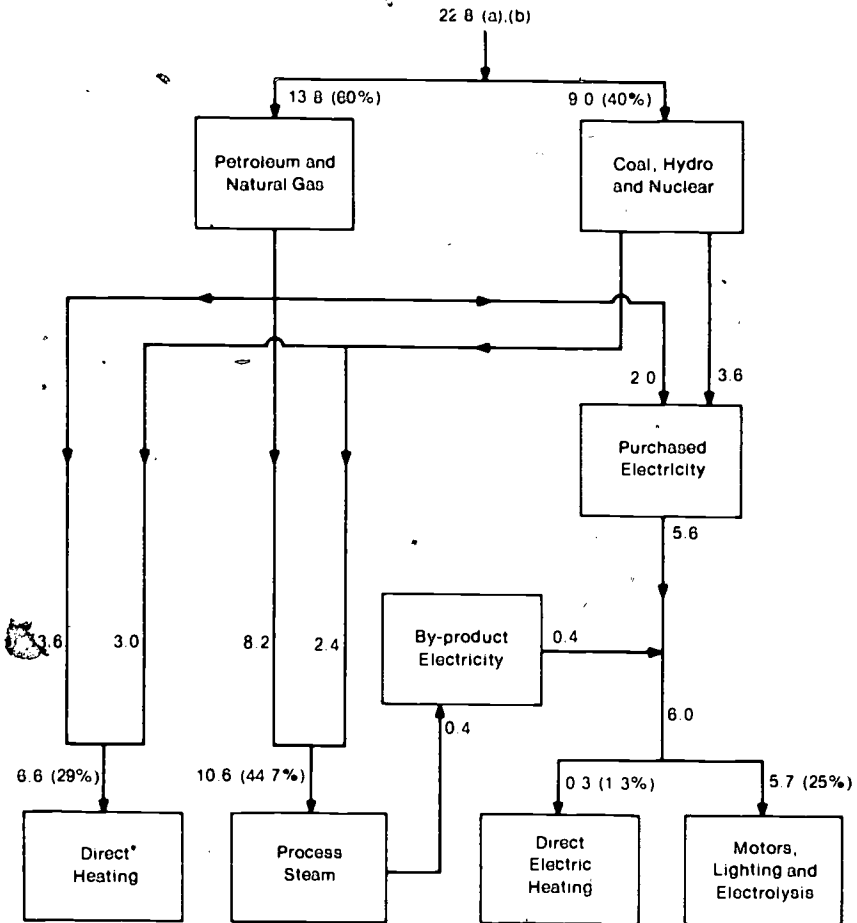 22 8 (a).(b)
13 8 (60%)
9 0 (40%)
Petroleum and
Natural Gas
Coal, Hydro
and Nuclear
2 0
3.6
Purchased
Electricity
5.6
3.6
3.0
8.2
2.4
By-product
Electricity
0.4
0.4
6.0
6.6 (29%)
10.6 (44 7%)
0 3 (1 3%)
5.7 (25%)
Direct*
Heating
Process
Steam
Direct
Electric
Heating
Motors,
Lighting and
Electrolysis